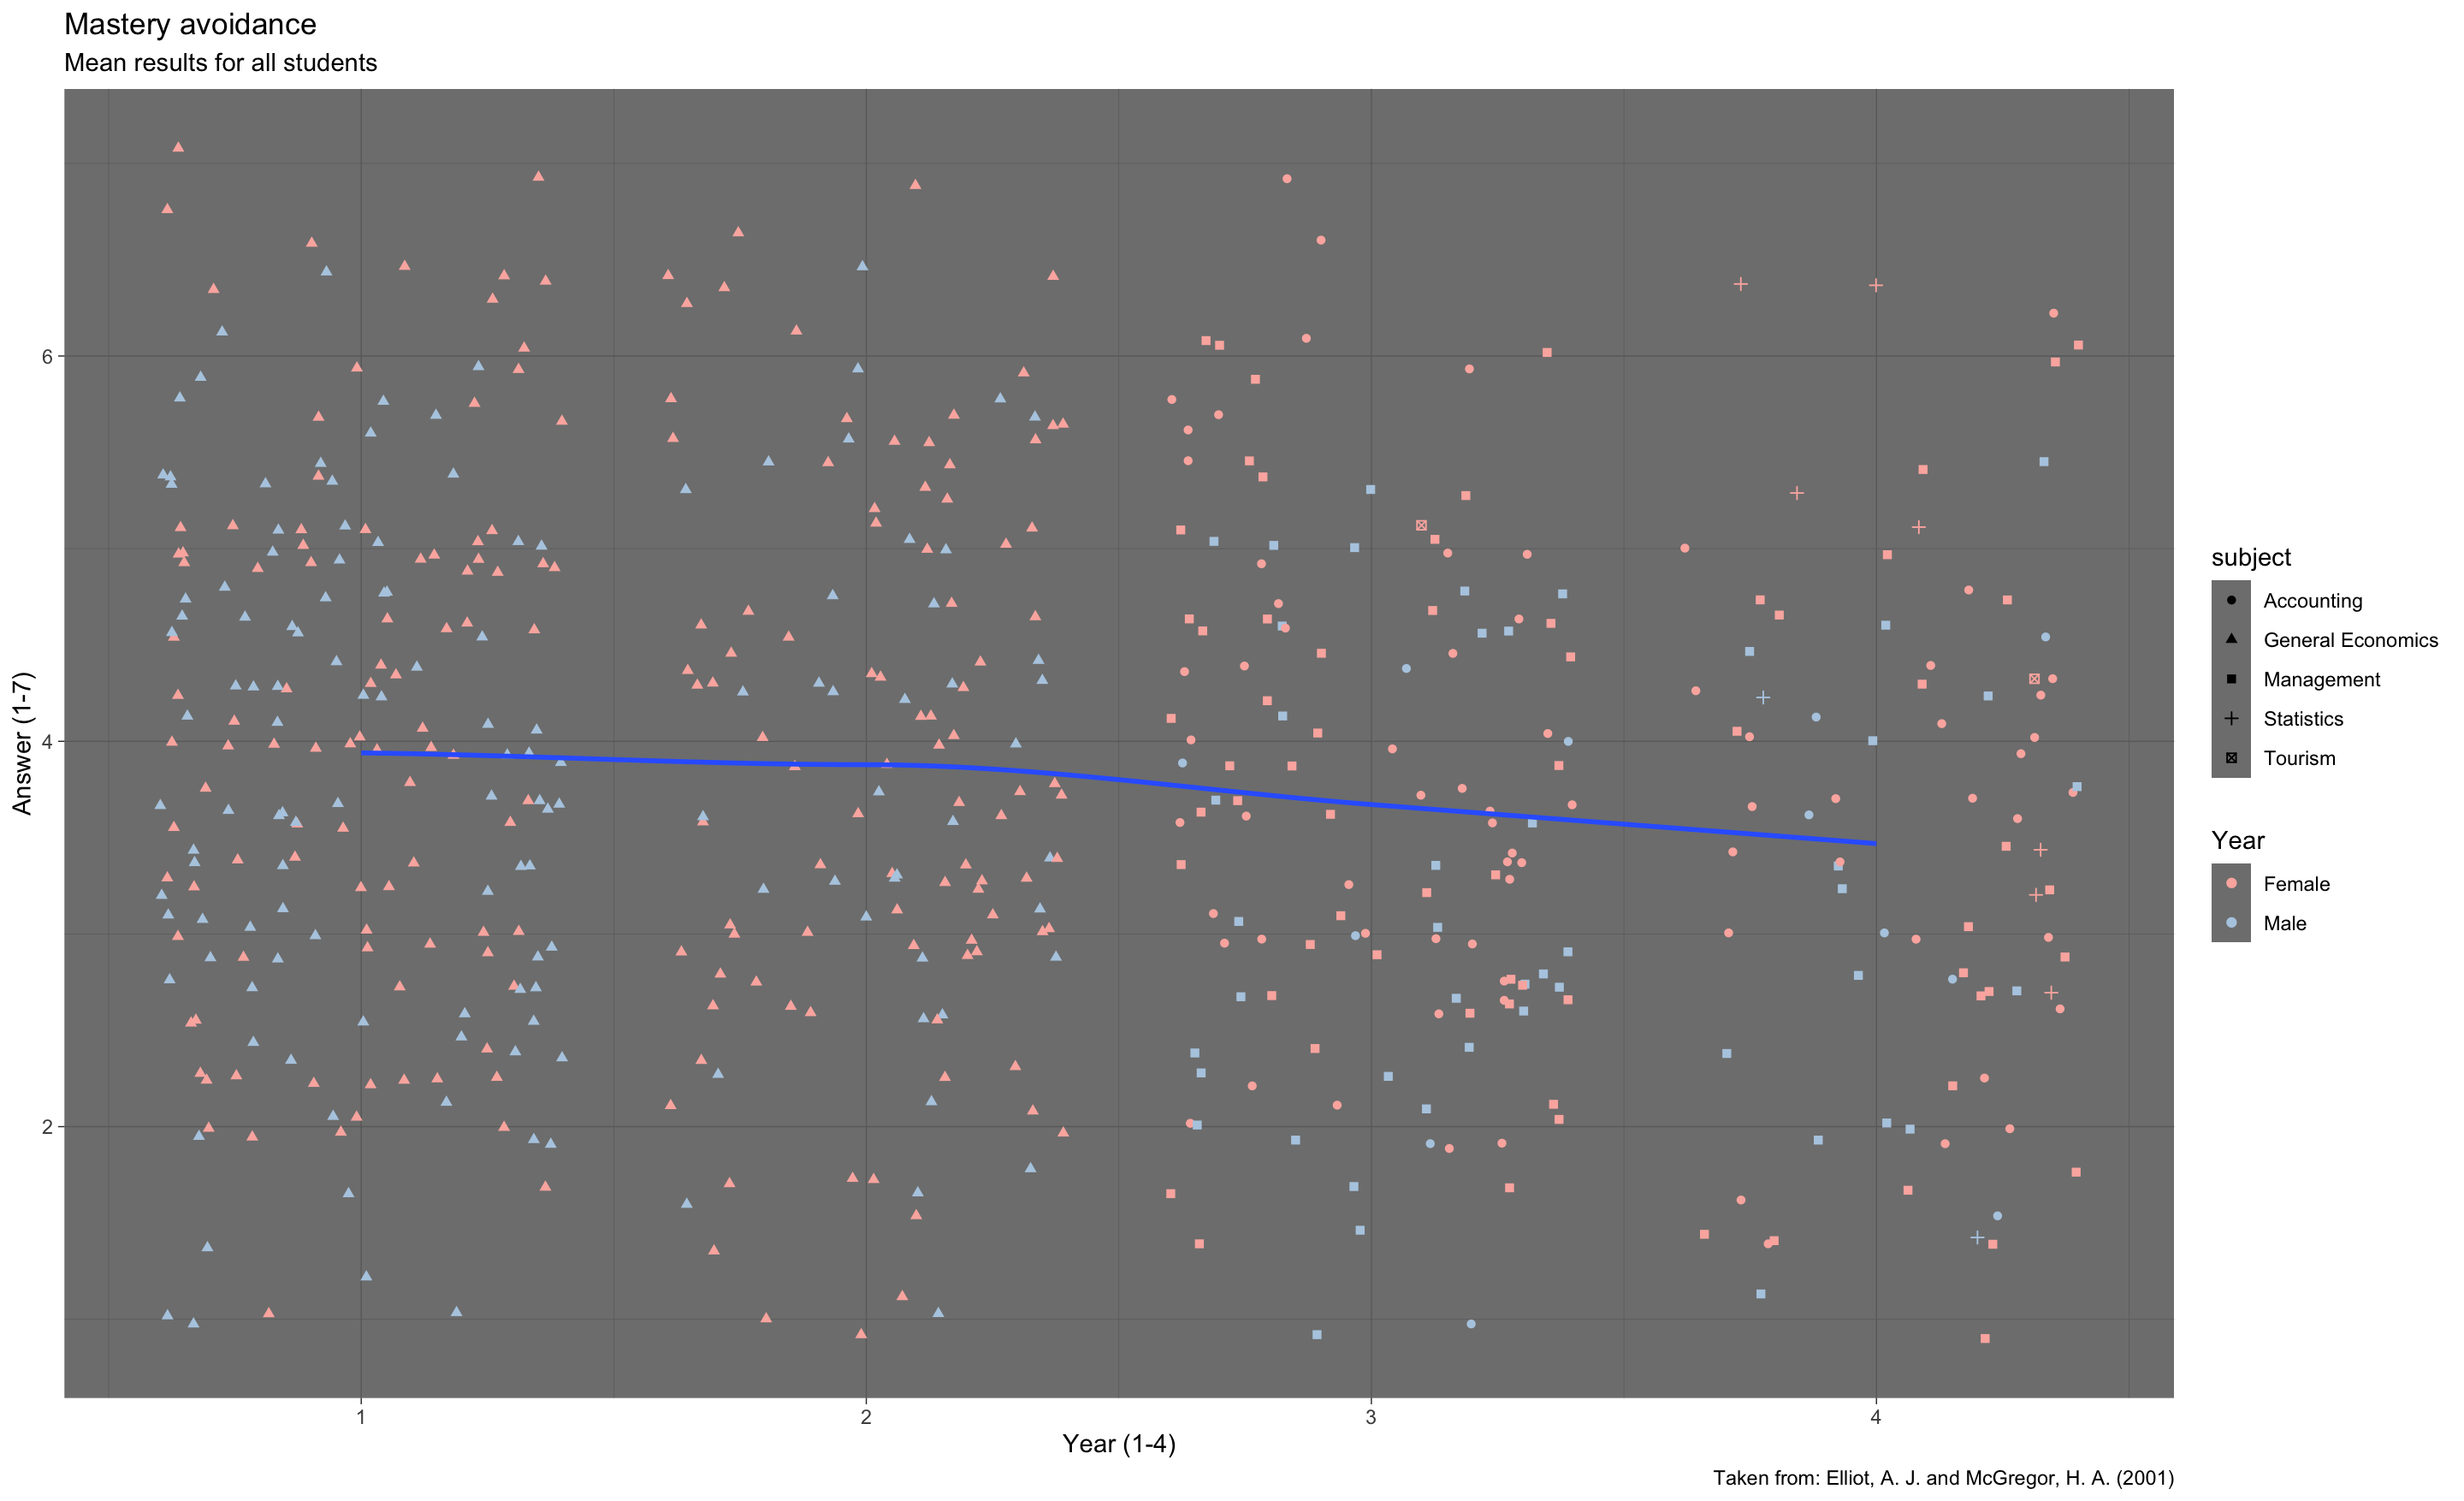 Mastery avoidance
Mean results for all students
Answer (1-7)
6
4
2
1
2
3
4
Year (1-4)
subject
Accounting
General Economics
Management
Statistics
Tourism
Year
Female
Male
Taken from: Elliot, A. J. and McGregor, H. A. (2001)